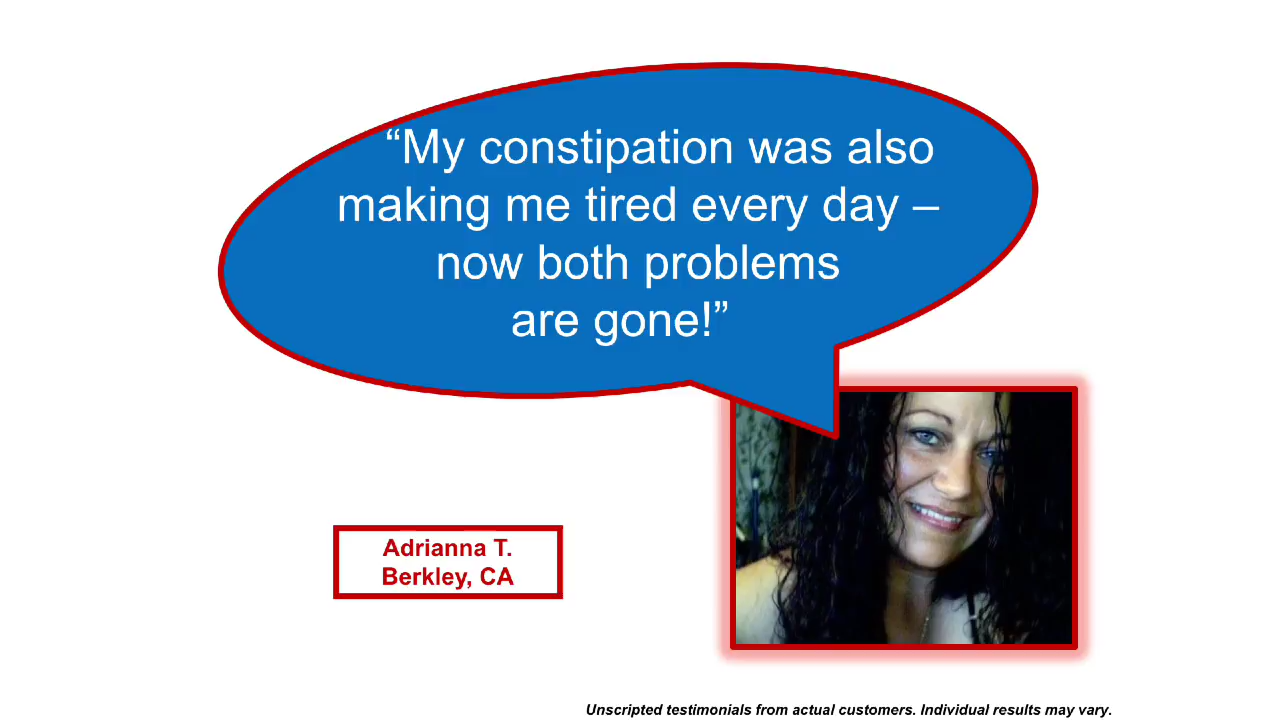 “My constipation was also
making me tired every day –
now both problems
are gone!”
Adrianna T.
Berkley, CA
Unscripted testimonials from actual customers. Individual results may vary.